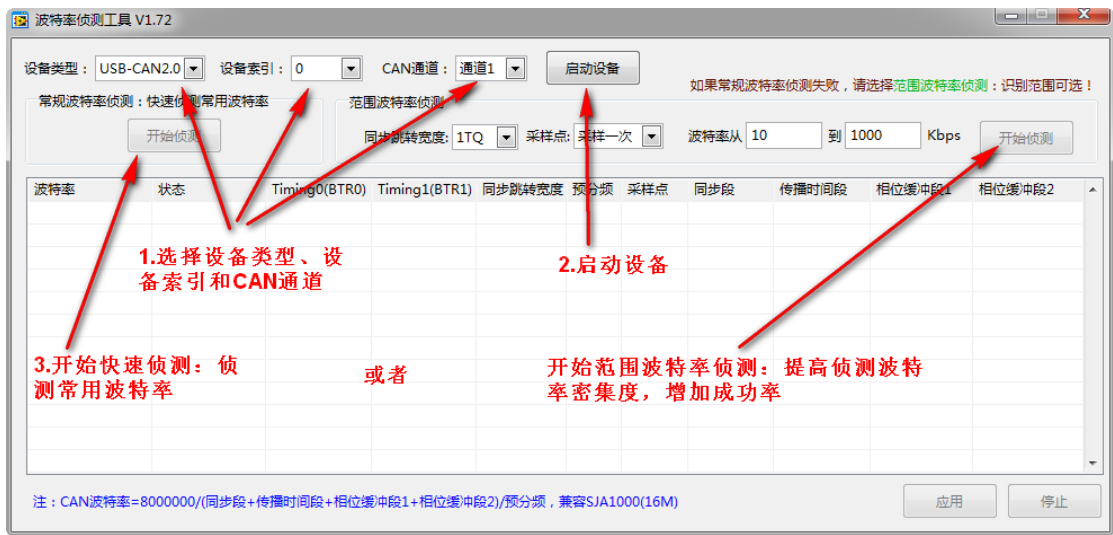 波特率侦测工具 V1.72
设备类型： USB-CAN2.0 设备索引： 0 CAN通道： 通道1 启动设备
如果常规波特率侦测失败，请选择范围波特率侦测：识别范围可选！
常规波特率侦测：快速侦测常用波特率
开始侦测
范围波特率侦测
同步跳转宽度: 1TQ 采样点: 采样一次 波特率从 10 到 1000 Kbps 开始侦测
波特率 状态 Timing0(BTR0) Timing1(BTR1) 同步跳转宽度 预分频 采样点 同步段 传播时间段 相位缓冲段1 相位缓冲段2
1.选择设备类型、设
备索引和CAN通道
2.启动设备
3.开始快速侦测：侦
测常用波特率
或者
开始范围波特率侦测：提高侦测波特
率密集度，增加成功率
注：CAN波特率=8000000/(同步段+传播时间段+相位缓冲段1+相位缓冲段2)/预分频，兼容SJA1000(16M)
应用 停止